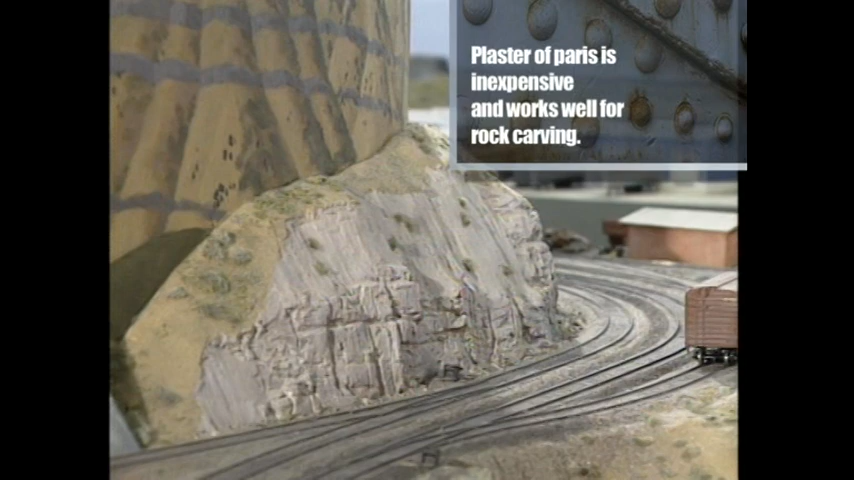 Plaster of paris is
inexpensive
and works well for
rock carving.